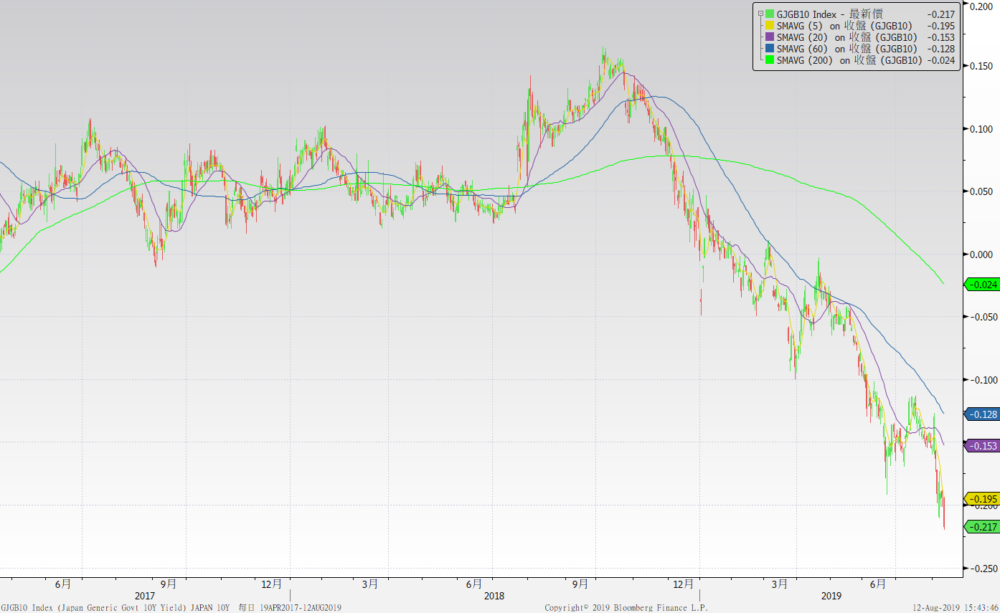 GJGB10 Index - 最新價 -0.217
SMAVG (5) on 收盤 (GJGB10) -0.195
SMAVG (20) on 收盤 (GJGB10) -0.153
SMAVG (60) on 收盤 (GJGB10) -0.128
SMAVG (200) on 收盤 (GJGB10) -0.024
0.200
0.150
0.100
0.050
0.000
-0.024
-0.050
-0.100
-0.128
-0.153
-0.195
-0.200
-0.217
-0.250
6月 9月 12月 3月 6月 9月 12月 3月 6月
2017 2018 2019
GJGB10 Index (Japan Generic Govt 10Y Yield) JAPAN 10Y 每日 19APR2017-12AUG2019 Copyright© 2019 Bloomberg Finance L.P. 12-Aug-2019 15:43:46